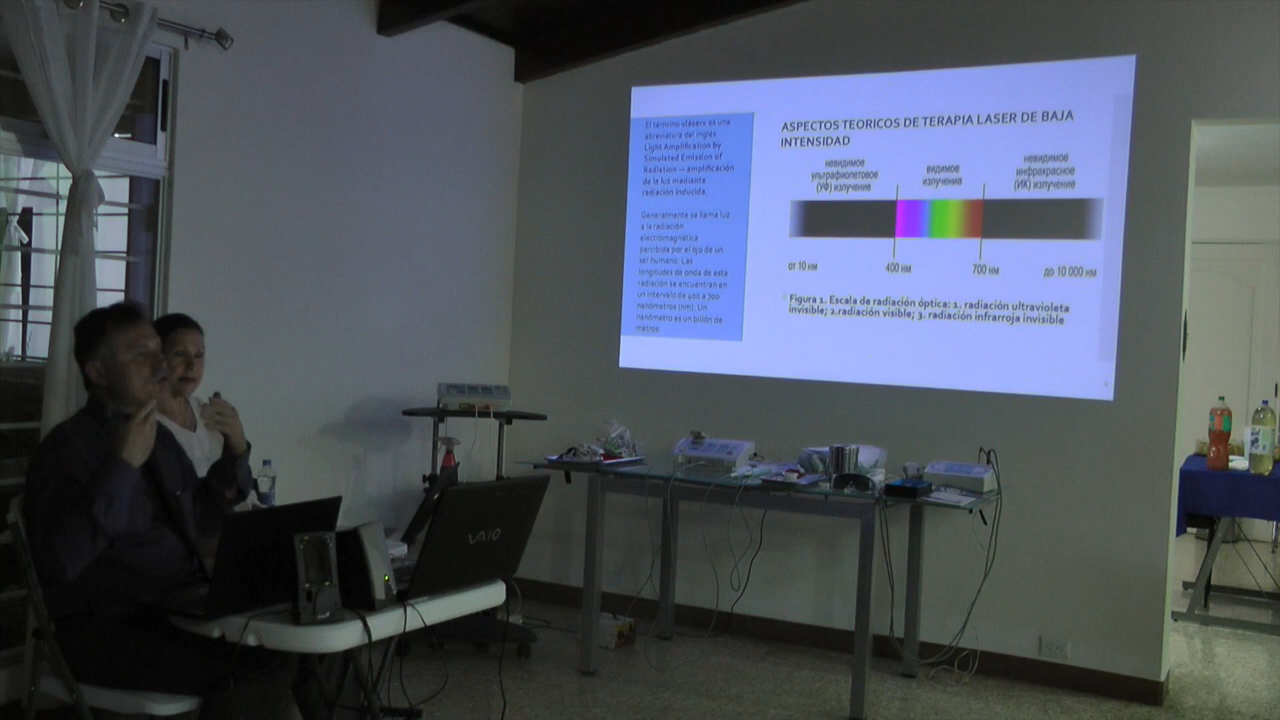 El término «láser» es una
abreviatura del inglés
Light Amplification by
Simulated Emission of
Radiation — amplificación
de la luz mediante
radiación inducida.
Generalmente se llama luz
a la radiación
electromagnética
percibida por el ojo de un
ser humano. Las
longitudes de onda de esta
radiación se encuentran en
un intervalo de 400 a 700
nanómetros (nm). Un
nanómetro es un billón de
metros
ASPECTOS TEORICOS DE TERAPIA LASER DE BAJA
INTENSIDAD
невидимое
ультрафиолетовое
(УФ) излучение
видимое
излучение
невидимое
инфракрасное
(ИК) излучение
от 10 нм
400 нм
700 нм
до 10 000 нм
Figura 1. Escala de radiación óptica: 1. radiación ultravioleta
invisible; 2.radiación visible; 3. radiación infrarroja invisible
VAIO